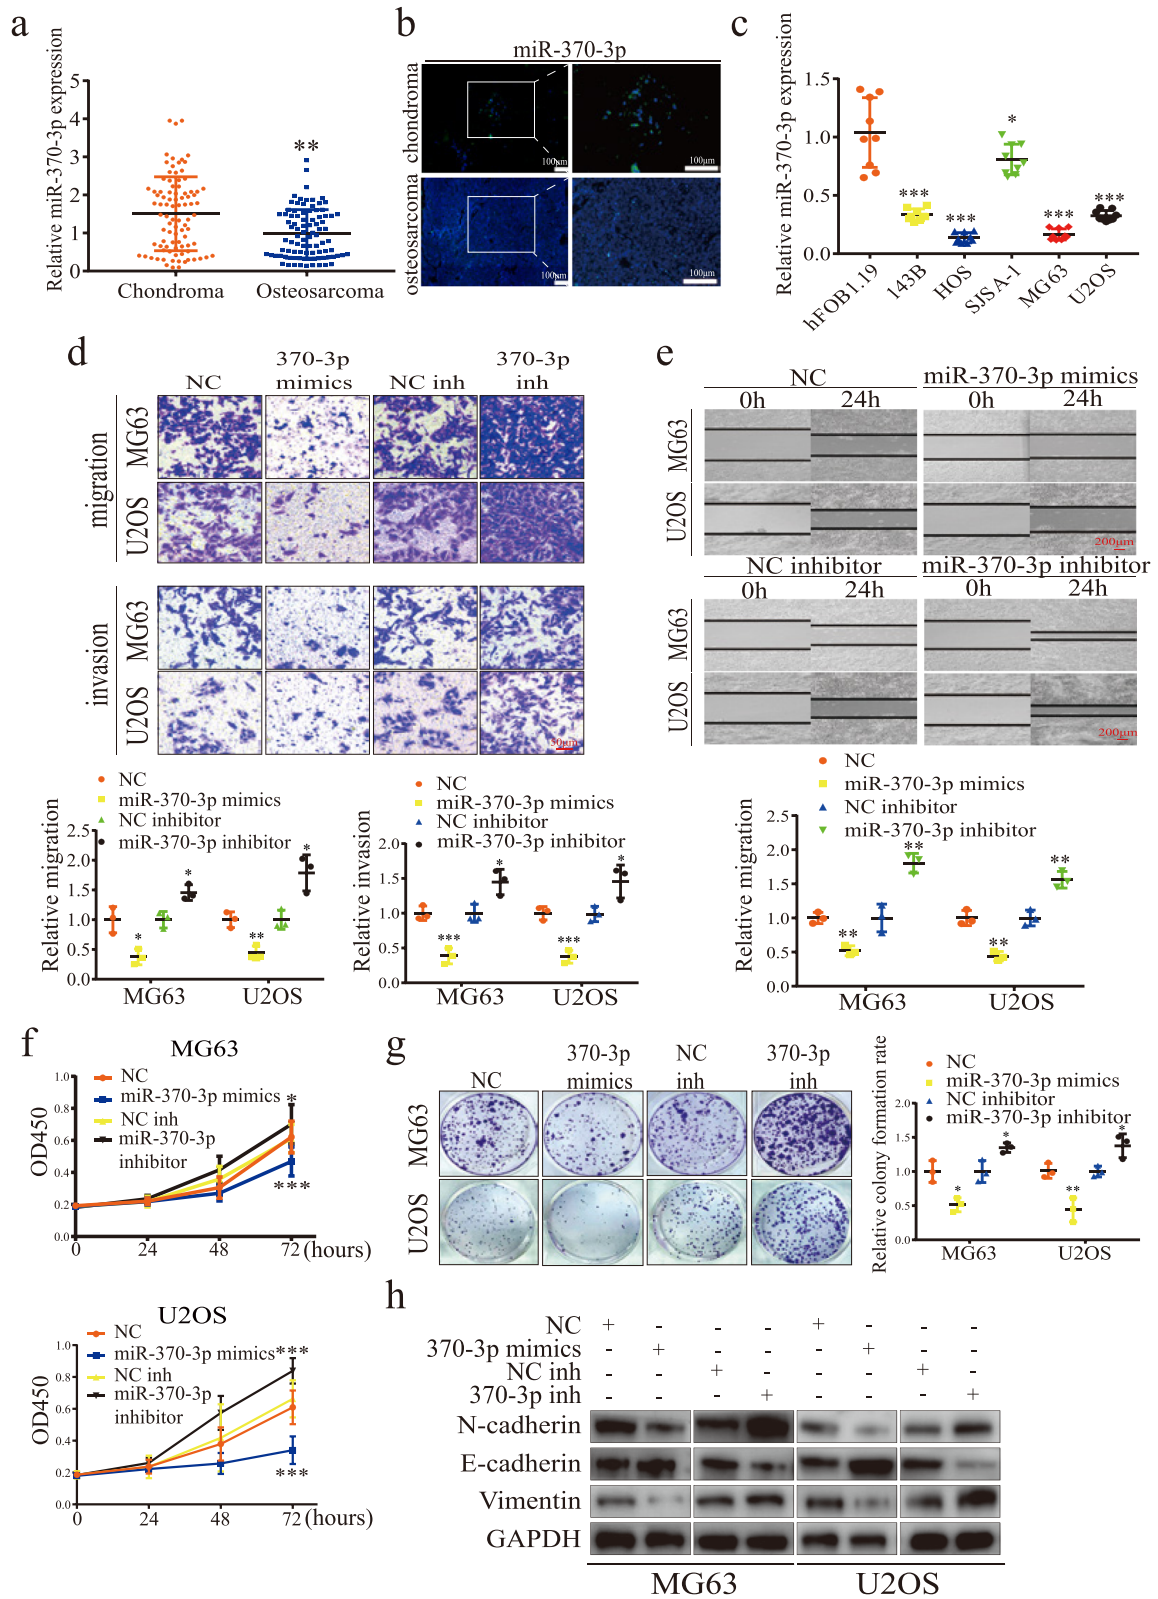 a
Relative miR-370-3p expression
5
4
3
2
1
0
**
Chondroma Osteosarcoma
b
miR-370-3p
chondroma
100μm 100μm
osteosarcoma
100μm 100μm
c
Relative miR-370-3p expression
1.5
1.0
0.5
0.0
*** *** * *** ***
hFOB1.19 143B HOS SJSA-1 MG63 U2OS
d
NC 370-3p mimics NC inh 370-3p inh
migration
MG63
U2OS
invasion
MG63
U2OS
50μm
NC
miR-370-3p mimics
NC inhibitor
miR-370-3p inhibitor
Relative migration
2.5
2.0
1.5
1.0
0.5
0.0
* * ** *
MG63 U2OS
NC
miR-370-3p mimics
NC inhibitor
miR-370-3p inhibitor
Relative invasion
2.0
1.5
1.0
0.5
0.0
*** * *** *
MG63 U2OS
e
NC miR-370-3p mimics
0h 24h 0h 24h
MG63
U2OS
200μm
NC inhibitor miR-370-3p inhibitor
0h 24h 0h 24h
MG63
U2OS
200μm
NC
miR-370-3p mimics
NC inhibitor
miR-370-3p inhibitor
Relative migration
2.5
2.0
1.5
1.0
0.5
0.0
** ** ** **
MG63 U2OS
f
MG63
NC
miR-370-3p mimics
NC inh
miR-370-3p
inhibitor
OD450
1.0
0.8
0.6
0.4
0.2
0.0
*
***
0 24 48 72 (hours)
U2OS
NC
miR-370-3p mimics
NC inh
miR-370-3p
inhibitor
OD450
1.0
0.8
0.6
0.4
0.2
0.0
***
***
0 24 48 72 (hours)
g
NC 370-3p mimics NC inh 370-3p inh
MG63
U2OS
NC
miR-370-3p mimics
NC inhibitor
miR-370-3p inhibitor
Relative colony formation rate
2.0
1.5
1.0
0.5
0.0
* * ** *
MG63 U2OS
h
NC + - - - + - - -
370-3p mimics - + - - - + - -
NC inh - - + - - - + -
370-3p inh - - - + - - - +
N-cadherin
E-cadherin
Vimentin
GAPDH
MG63 U2OS